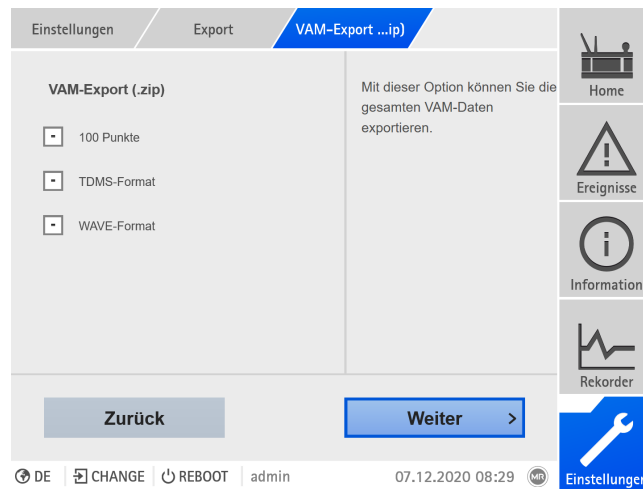 Einstellungen
Export
VAM-Export ...ip)
VAM-Export (.zip)
100 Punkte
TDMS-Format
WAVE-Format
Mit dieser Option können Sie die
gesamten VAM-Daten
exportieren.
Zurück
Weiter >
Home
Ereignisse
Information
Rekorder
Einstellungen
DE
CHANGE
REBOOT
admin
07.12.2020 08:29
MR